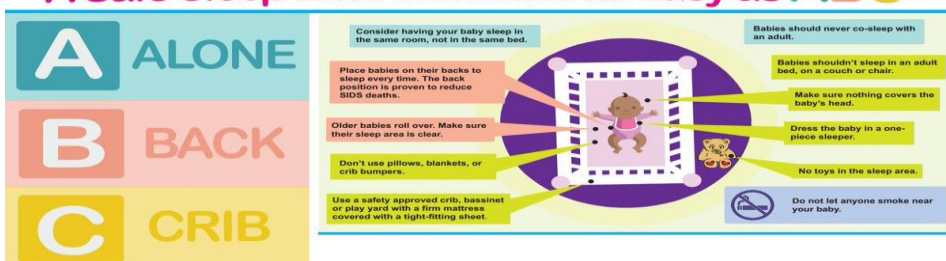 A
ALONE
B
BACK
C
CRIB
Consider having your baby sleep in
the same room, not in the same bed.
Place babies on their backs to
sleep every time. The back
position is proven to reduce
SIDS deaths.
Older babies roll over. Make sure
their sleep area is clear.
Don't use pillows, blankets, or
crib bumpers.
Use a safety approved crib, bassinet
or play yard with a firm mattress
covered with a tight-fitting sheet.
Babies should never co-sleep with
an adult.
Babies shouldn't sleep in an adult
bed, on a couch or chair.
Make sure nothing covers the
baby's head.
Dress the baby in a one-
piece sleeper.
No toys in the sleep area.
Do not let anyone smoke near
your baby.